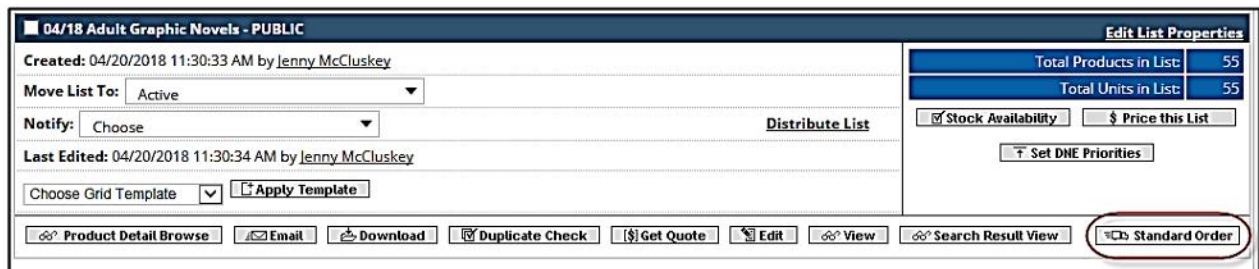 04/18 Adult Graphic Novels - PUBLIC
Edit List Properties
Created: 04/20/2018 11:30:33 AM by Jenny McCluskey
Total Products in List: 55
Move List To: Active
Total Units in List: 55
Notify: Choose
Distribute List
Stock Availability
$ Price this List
Last Edited: 04/20/2018 11:30:34 AM by Jenny McCluskey
Set DNE Priorities
Choose Grid Template
Apply Template
Product Detail Browse
Email
Download
Duplicate Check
[$] Get Quote
Edit
View
Search Result View
Standard Order